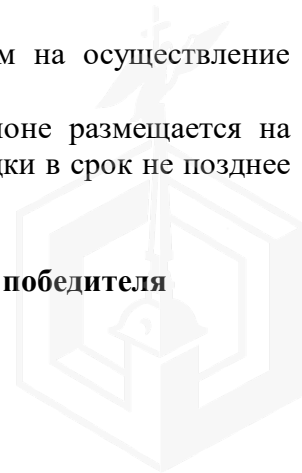 м на осуществление
оне размещается на
дки в срок не позднее
победителя